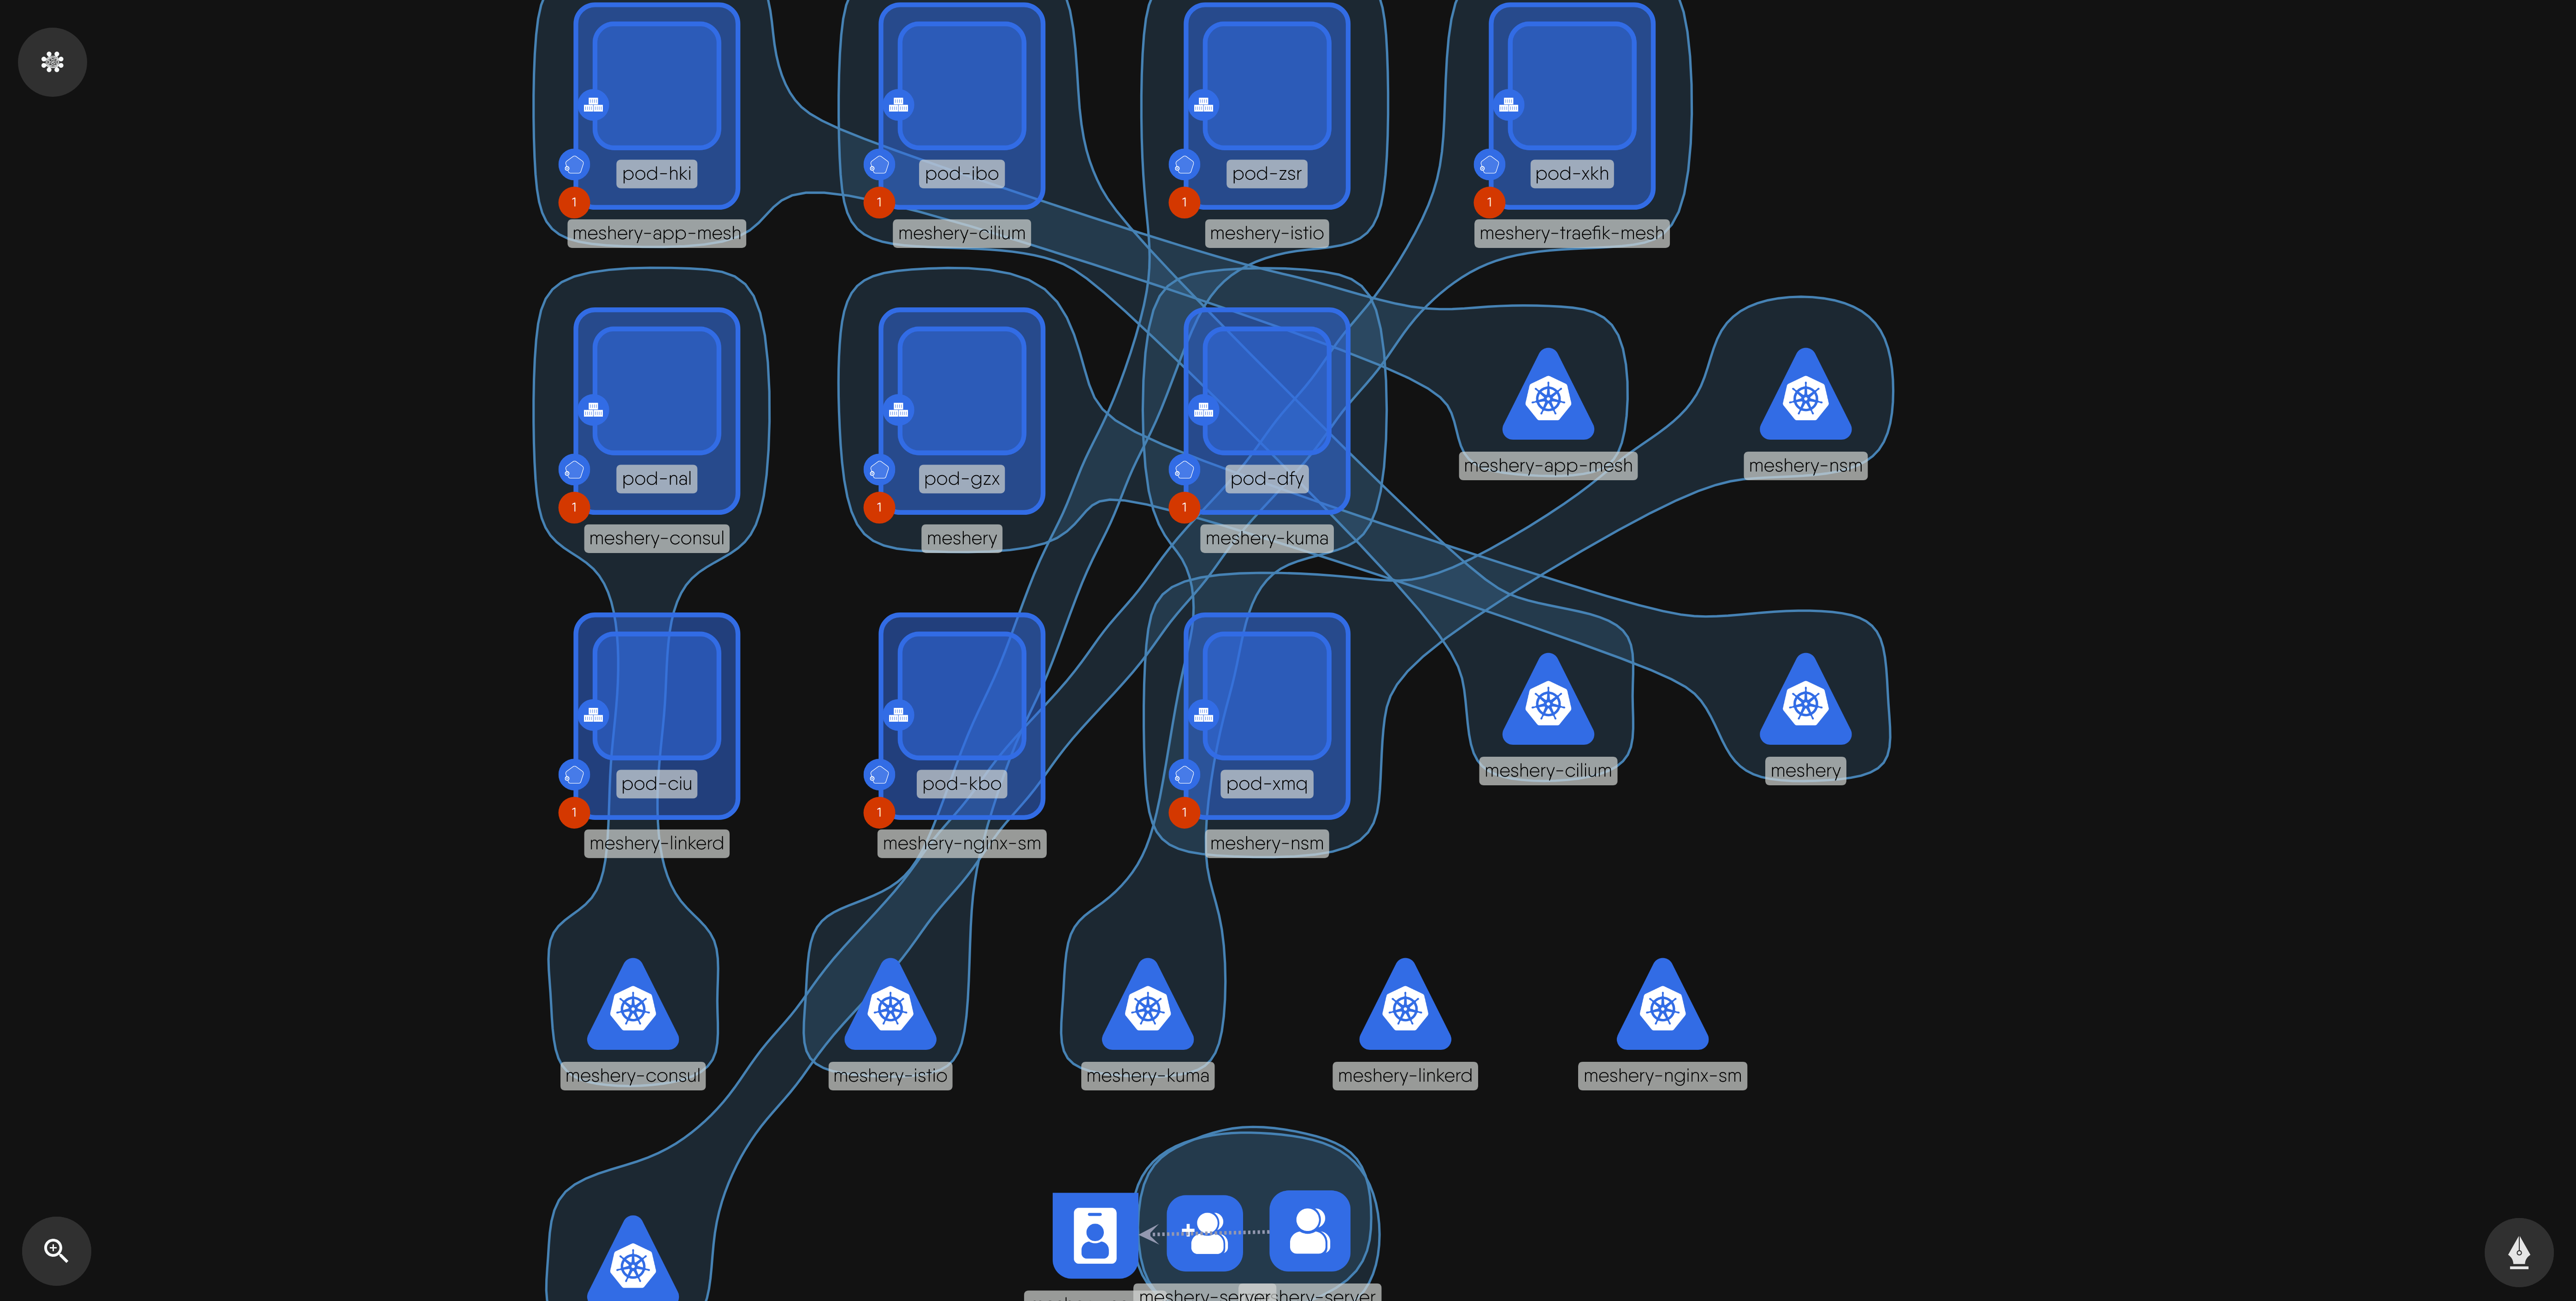 pod-hki
pod-ibo
pod-zsr
pod-xkh
1
1
1
1
meshery-app-mesh
meshery-cilium
meshery-istio
meshery-traefik-mesh
meshery-app-mesh
meshery-nsm
pod-nal
pod-gzx
pod-dfy
1
1
1
meshery-consul
meshery
meshery-kuma
meshery-cilium
meshery
pod-ciu
pod-kbo
pod-xmq
1
1
1
meshery-linkerd
meshery-nginx-sm
meshery-nsm
meshery-consul
meshery-istio
meshery-kuma
meshery-linkerd
meshery-nginx-sm
meshery-server
shery-server